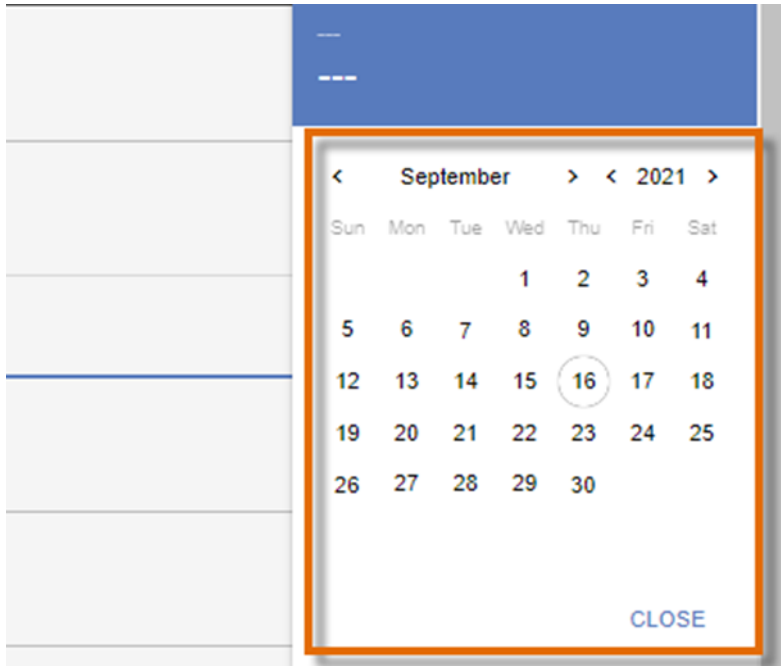 ---
---
< September > < 2021 >
Sun Mon Tue Wed Thu Fri Sat
1 2 3 4
5 6 7 8 9 10 11
12 13 14 15 16 17 18
19 20 21 22 23 24 25
26 27 28 29 30
CLOSE